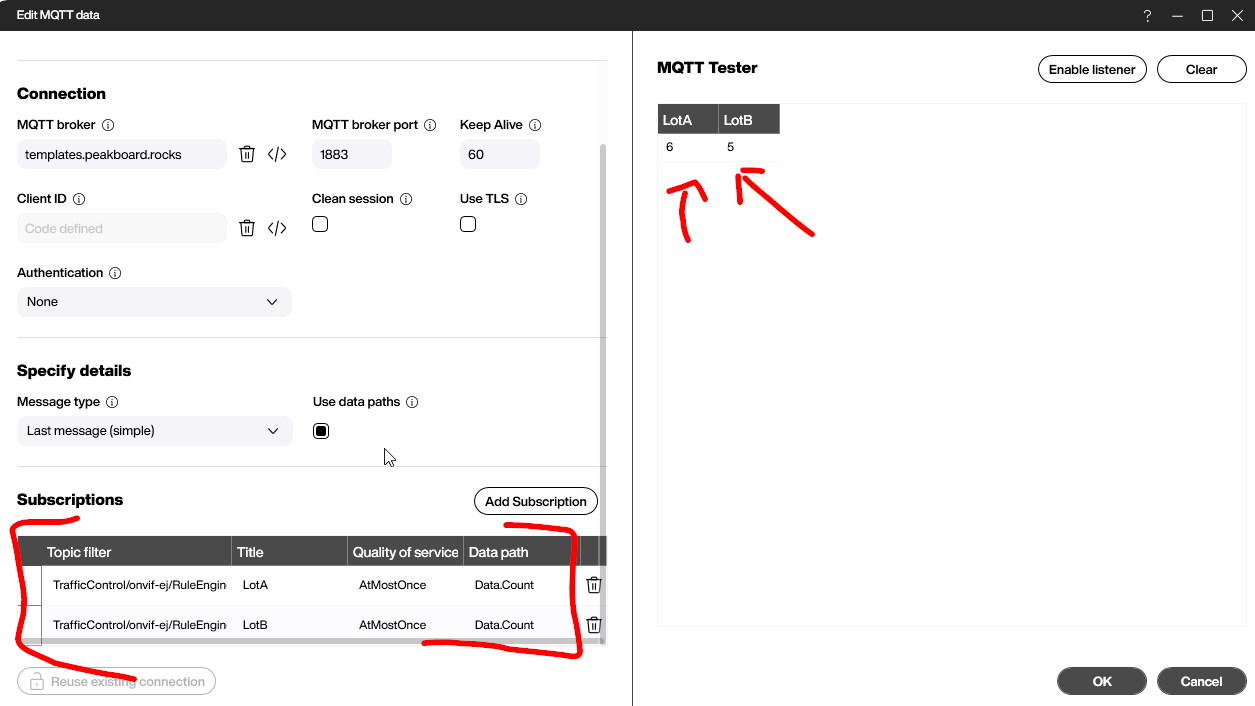 Edit MQTT data
?
Connection
MQTT broker
MQTT broker port
Keep Alive
templates.peakboard.rocks
</>
1883
60
Client ID
Clean session
Use TLS
Code defined
</>
Authentication
None
Specify details
Message type
Use data paths
Last message (simple)
Subscriptions
Add Subscription
Topic filter Title Quality of service Data path
TrafficControl/onvif-ej/RuleEngin LotA AtMostOnce Data.Count
TrafficControl/onvif-ej/RuleEngin LotB AtMostOnce Data.Count
Reuse existing connection
MQTT Tester
Enable listener
Clear
LotA LotB
6 5
OK
Cancel